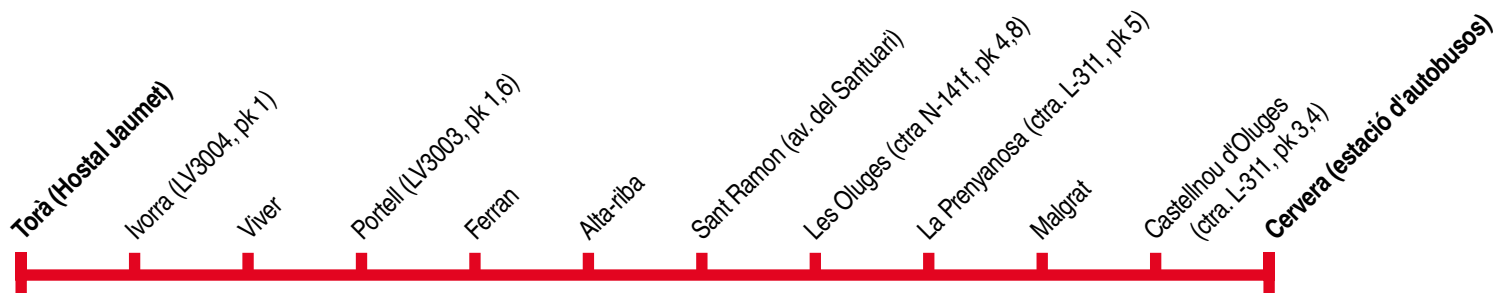 Torà (Hostal Jaumet)
Ivorra (LV3004, pk 1)
Viver
Portell (LV3003, pk 1,6)
Ferran
Alta-riba
Sant Ramon (av. del Santuari)
Les Oluges (ctra N-141f, pk 4,8)
La Prenyanosa (ctra. L-311, pk 5)
Malgrat
Castellnou d'Oluges
(ctra. L-311, pk 3,4)
Cervera (estació d'autobusos)